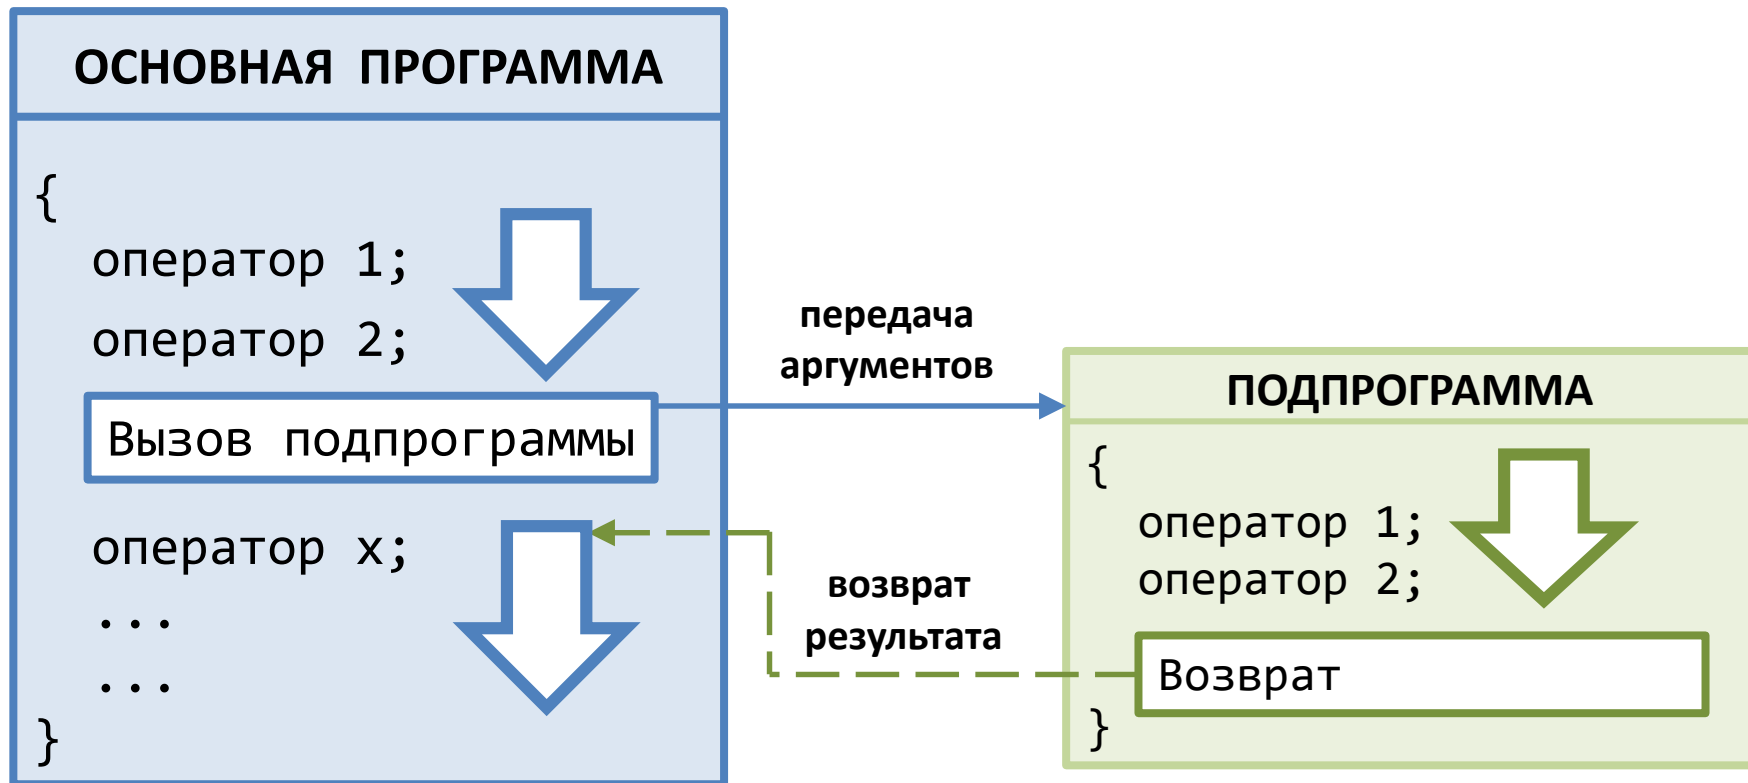 ОСНОВНАЯ ПРОГРАММА
{
оператор 1;
оператор 2;
Вызов подпрограммы
оператор x;
...
...
}
передача
аргументов
возврат
результата
ПОДПРОГРАММА
{
оператор 1;
оператор 2;
Возврат
}